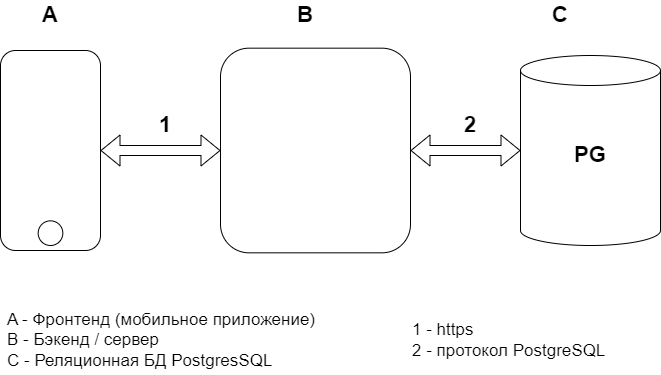 A B C
1 2
PG
A - Фронтенд (мобильное приложение)
B - Бэкенд / сервер
C - Реляционная БД PostgresSQL
1 - https
2 - протокол PostgreSQL